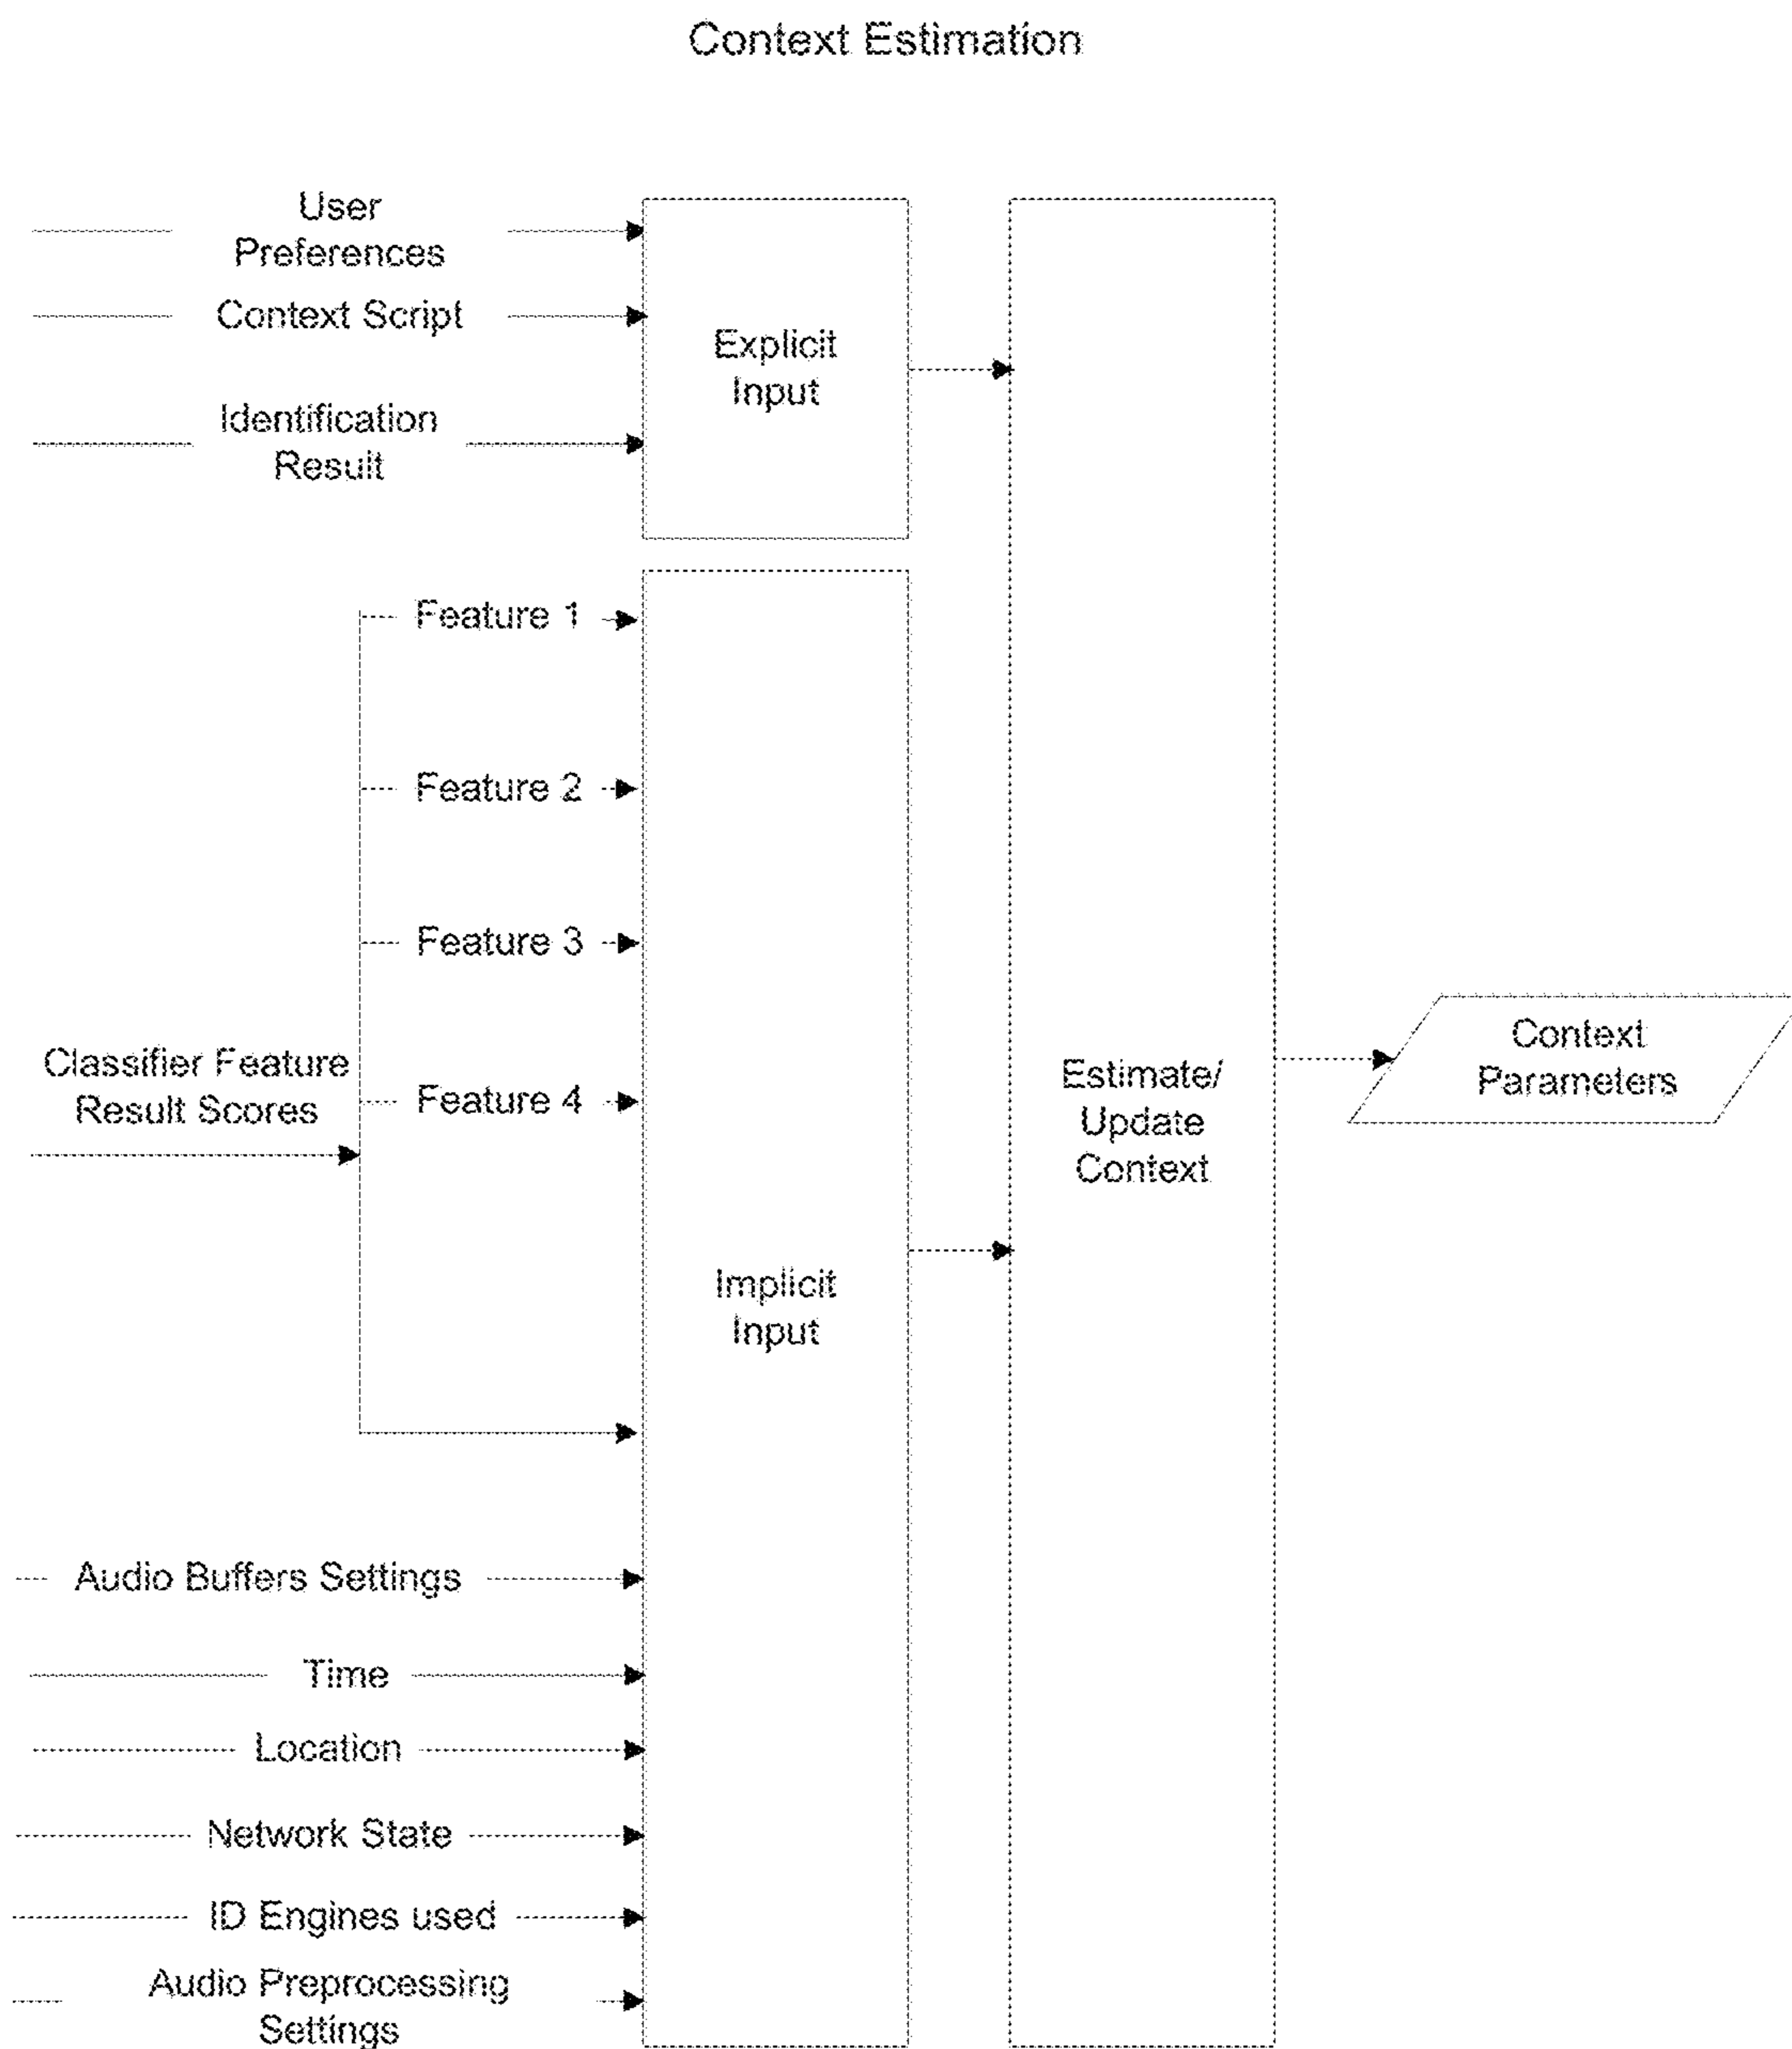 Context Estimation
User
Preferences
Context Script
Identification
Result
Explicit
Input
Feature 1
Feature 2
Feature 3
Feature 4
Classifier Feature
Result Scores
Implicit
Input
Estimate/
Update
Context
Context
Parameters
Audio Buffers Settings
Time
Location
Network State
ID Engines used
Audio Preprocessing
Settings